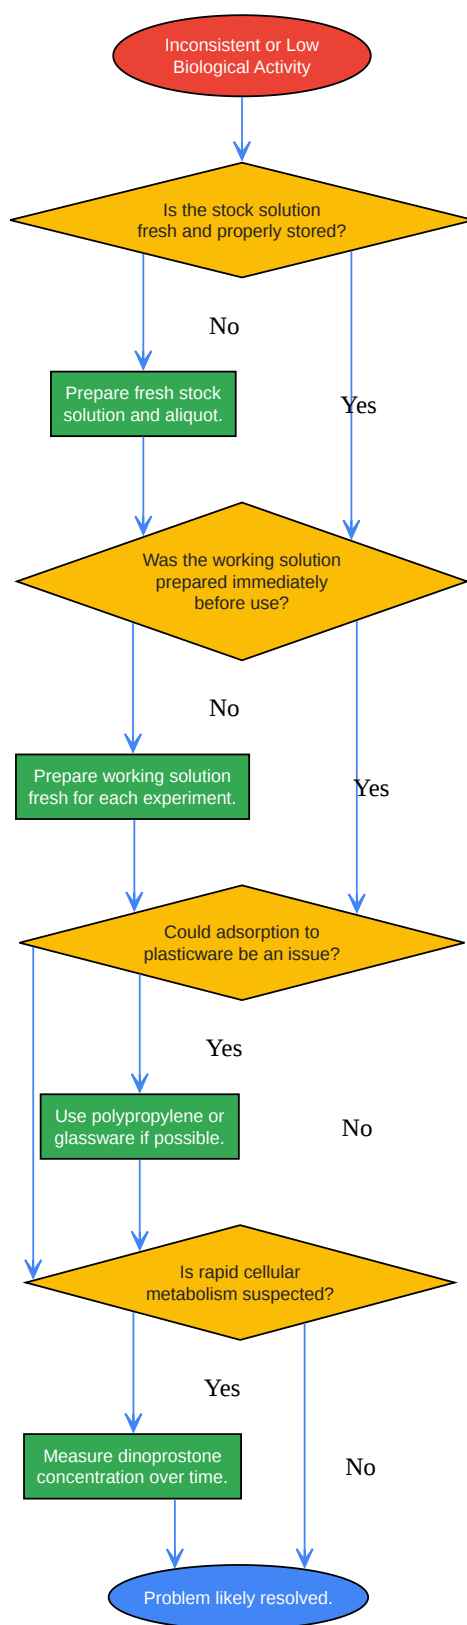 Inconsistent or Low
Biological Activity
Is the stock solution
fresh and properly stored?
No
Prepare fresh stock
solution and aliquot.
Yes
Was the working solution
prepared immediately
before use?
No
Prepare working solution
fresh for each experiment.
Yes
Could adsorption to
plasticware be an issue?
Yes
Use polypropylene or
glassware if possible.
No
Is rapid cellular
metabolism suspected?
Yes
Measure dinoprostone
concentration over time.
No
Problem likely resolved.